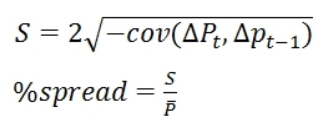 S = 2√−cov(ΔP_t, Δp_{t−1})
%spread = S/P̄